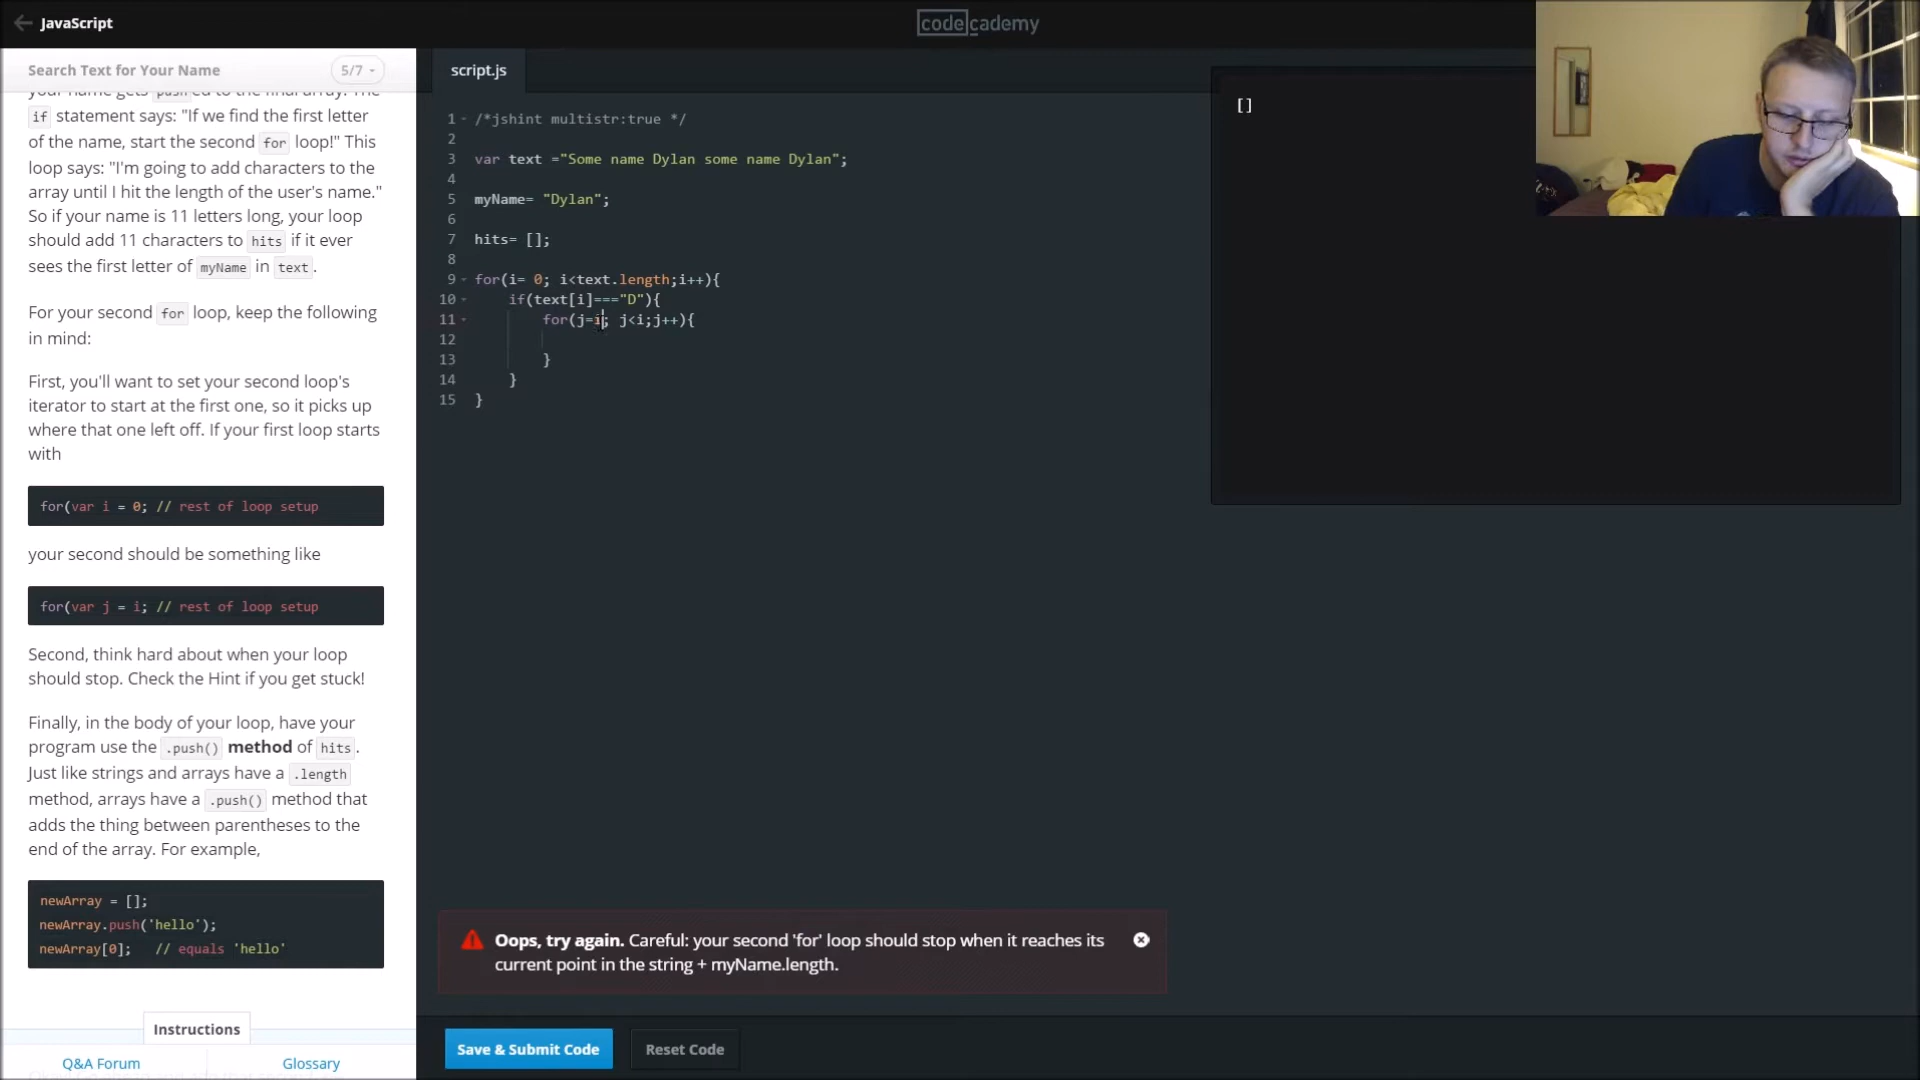 JavaScript
codecademy
Search Text for Your Name
5/7
script.js
your name gets pushed to the final array. The
if statement says: "If we find the first letter
of the name, start the second for loop!" This
loop says: "I'm going to add characters to the
array until I hit the length of the user's name."
So if your name is 11 letters long, your loop
should add 11 characters to hits if it ever
sees the first letter of myName in text.
For your second for loop, keep the following
in mind:
First, you'll want to set your second loop's
iterator to start at the first one, so it picks up
where that one left off. If your first loop starts
with
for(var i = 0; // rest of loop setup
your second should be something like
for(var j = i; // rest of loop setup
Second, think hard about when your loop
should stop. Check the Hint if you get stuck!
Finally, in the body of your loop, have your
program use the .push() method of hits.
Just like strings and arrays have a .length
method, arrays have a .push() method that
adds the thing between parentheses to the
end of the array. For example,
newArray = [];
newArray.push('hello');
newArray[0];   // equals 'hello'
Instructions
Q&A Forum
Glossary
1 /*jshint multistr:true */
2
3 var text ="Some name Dylan some name Dylan";
4
5 myName= "Dylan";
6
7 hits= [];
8
9 for(i= 0; i<text.length;i++){
10 if(text[i]==="D"){
11 for(j=i; j<i;j++){
12
13 }
14 }
15 }
[]
Oops, try again. Careful: your second 'for' loop should stop when it reaches its
current point in the string + myName.length.
Save & Submit Code
Reset Code